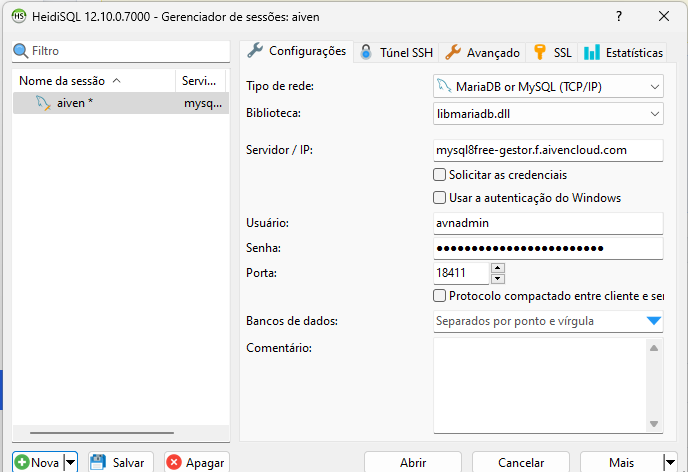 HeidiSQL 12.10.0.7000 - Gerenciador de sessões: aiven
Filtro
Nome da sessão Servi...
aiven * mysq...
Nova Salvar Apagar
Configurações Túnel SSH Avançado SSL Estatísticas
Tipo de rede: MariaDB or MySQL (TCP/IP)
Biblioteca: libmariadb.dll
Servidor / IP: mysql8free-gestor.f.aivencloud.com
Solicitar as credenciais
Usar a autenticação do Windows
Usuário: avnadmin
Senha: ●●●●●●●●●●●●●●●●●●●●●●●●
Porta: 18411
Protocolo compactado entre cliente e ser
Bancos de dados: Separados por ponto e vírgula
Comentário:
Abrir Cancelar Mais